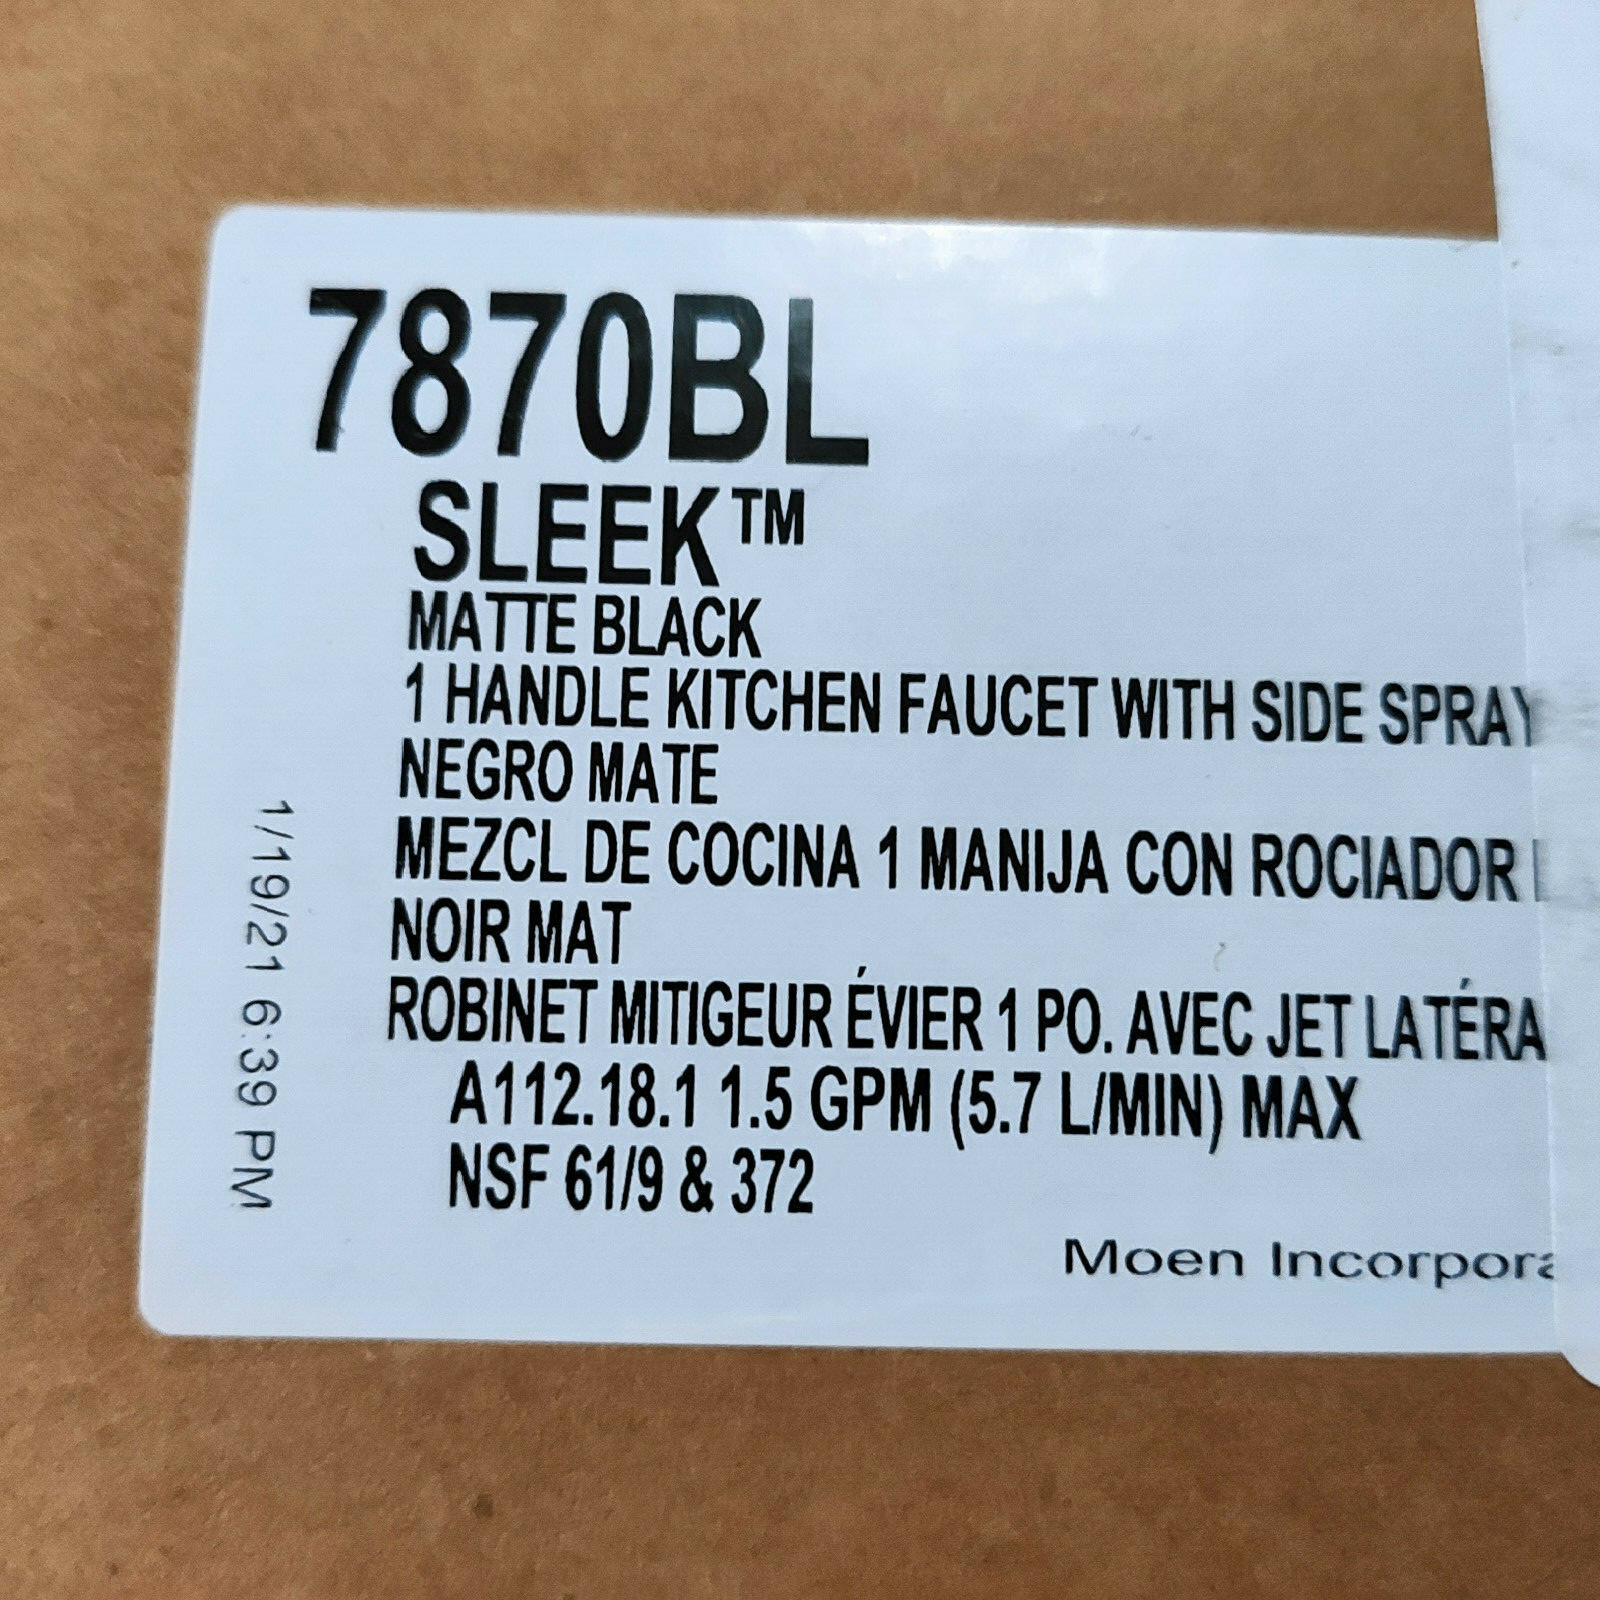 7870BL
SLEEK™
MATTE BLACK
1 HANDLE KITCHEN FAUCET WITH SIDE SPRAY
NEGRO MATE
MEZCL DE COCINA 1 MANIJA CON ROCIADOR
NOIR MAT
ROBINET MITIGEUR ÉVIER 1 PO. AVEC JET LATÉRA
A112.18.1 1.5 GPM (5.7 L/MIN) MAX
NSF 61/9 & 372
Moen Incorpora
1/19/21 6:39 PM